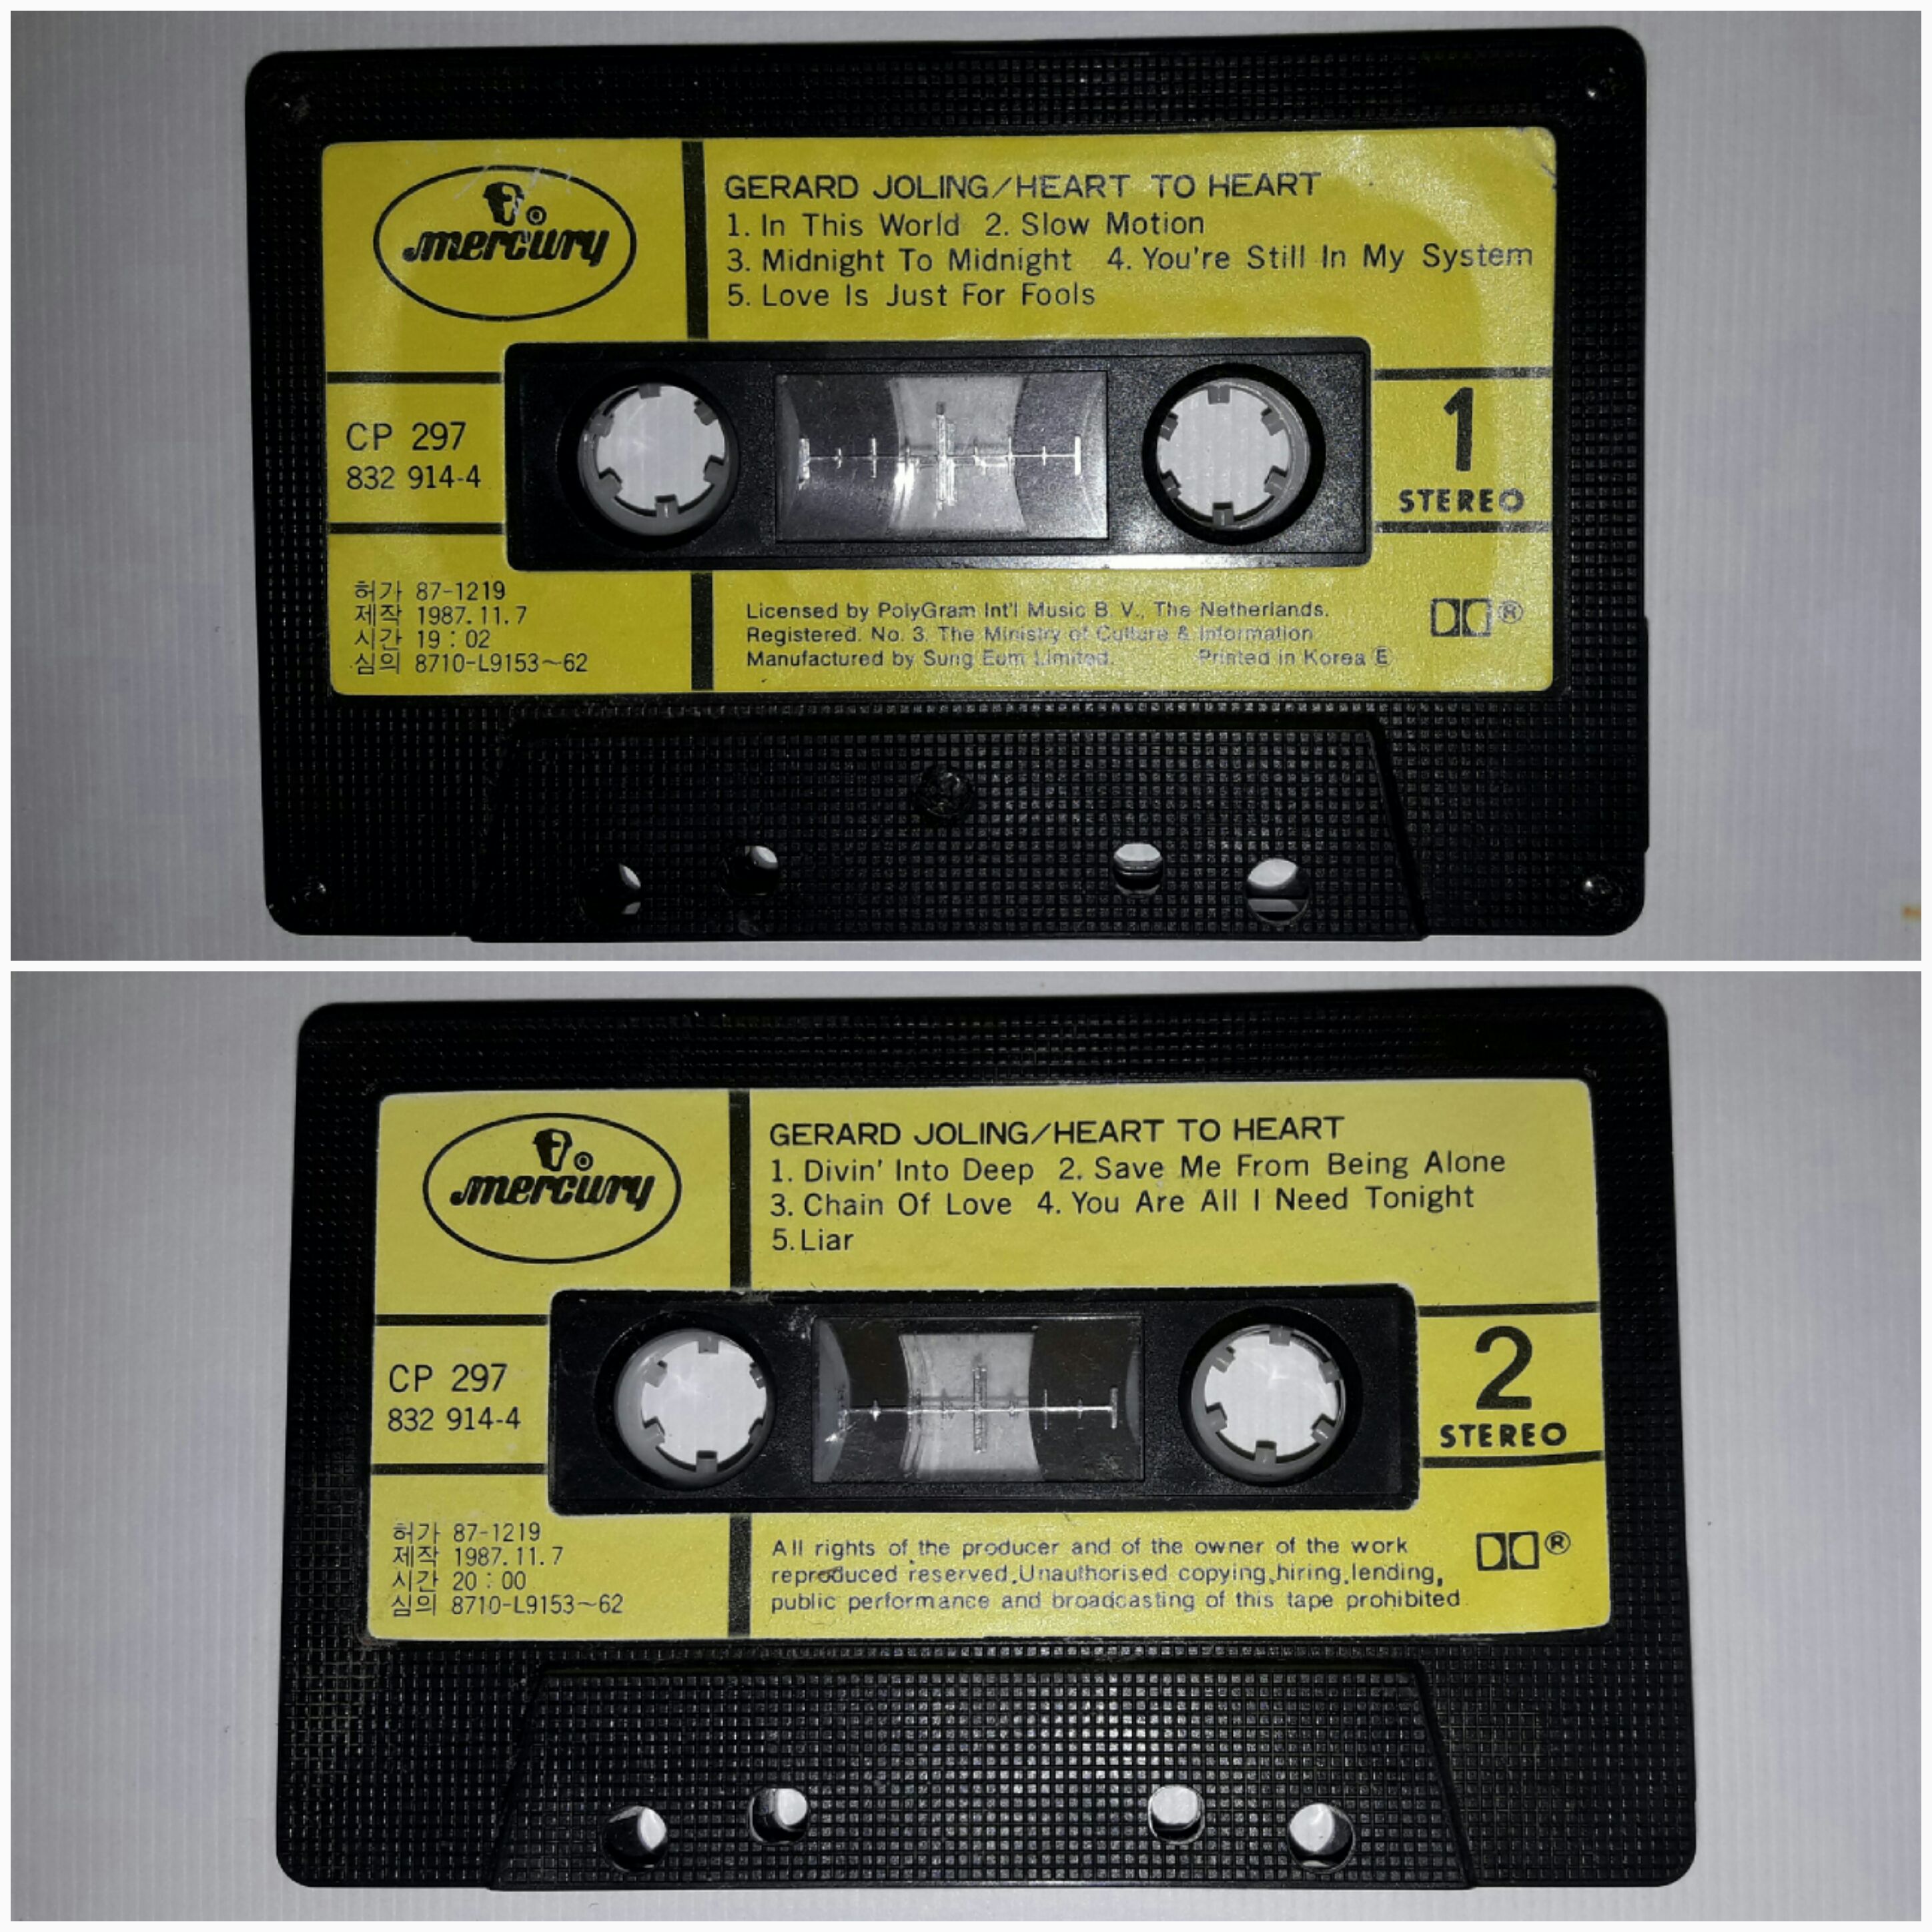 mercury
GERARD JOLING/HEART TO HEART
1. In This World 2. Slow Motion
3. Midnight To Midnight 4. You're Still In My System
5. Love Is Just For Fools
CP 297
832 914-4
1
STEREO
허가 87-1219
제작 1987.11.7
시간 19:02
심의 8710-L9153~62
Licensed by PolyGram Int'l Music B.V., The Netherlands.
Registered. No. 3. The Ministry of Culture & Information
Manufactured by Sung Eum Limited. Printed in Korea Ⓔ
®
mercury
GERARD JOLING/HEART TO HEART
1. Divin' Into Deep 2. Save Me From Being Alone
3. Chain Of Love 4. You Are All I Need Tonight
5. Liar
CP 297
832 914-4
2
STEREO
허가 87-1219
제작 1987.11.7
시간 20:00
심의 8710-L9153~62
All rights of the producer and of the owner of the work
reproduced reserved. Unauthorised copying, hiring, lending,
public performance and broadcasting of this tape prohibited
®